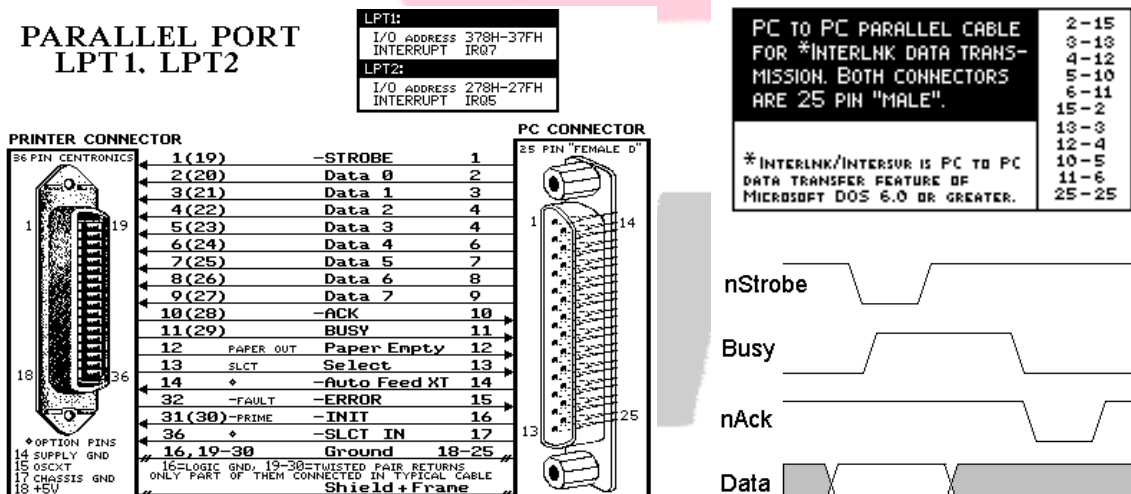 PARALLEL PORT
LPT1, LPT2
LPT1:
I/O ADDRESS 378H-37FH
INTERRUPT IRQ7
LPT2:
I/O ADDRESS 278H-27FH
INTERRUPT IRQ5
PRINTER CONNECTOR
36 PIN CENTRONICS
1
19
18
36
PC CONNECTOR
25 PIN "FEMALE D"
1
14
13
25
1(19) -STROBE 1
2(20) Data 0 2
3(21) Data 1 3
4(22) Data 2 4
5(23) Data 3 4
6(24) Data 4 6
7(25) Data 5 7
8(26) Data 6 8
9(27) Data 7 9
10(28) -ACK 10
11(29) BUSY 11
12 PAPER OUT Paper Empty 12
13 SLCT Select 13
14 ◆ -Auto Feed XT 14
32 -FAULT -ERROR 15
31(30)-PRIME -INIT 16
36 ◆ -SLCT IN 17
16,19-30 Ground 18-25
16=LOGIC GND, 19-30=TWISTED PAIR RETURNS
ONLY PART OF THEM CONNECTED IN TYPICAL CABLE
Shield+Frame
◆OPTION PINS
14 SUPPLY GND
15 OSCXT
17 CHASSIS GND
18 +5V
PC TO PC PARALLEL CABLE
FOR *INTERLNK DATA TRANS-
MISSION. BOTH CONNECTORS
ARE 25 PIN "MALE".
*INTERLNK/INTERSVR IS PC TO PC
DATA TRANSFER FEATURE OF
MICROSOFT DOS 6.0 OR GREATER.
2-15
3-13
4-12
5-10
6-11
15-2
13-3
12-4
10-5
11-6
25-25
nStrobe
Busy
nAck
Data